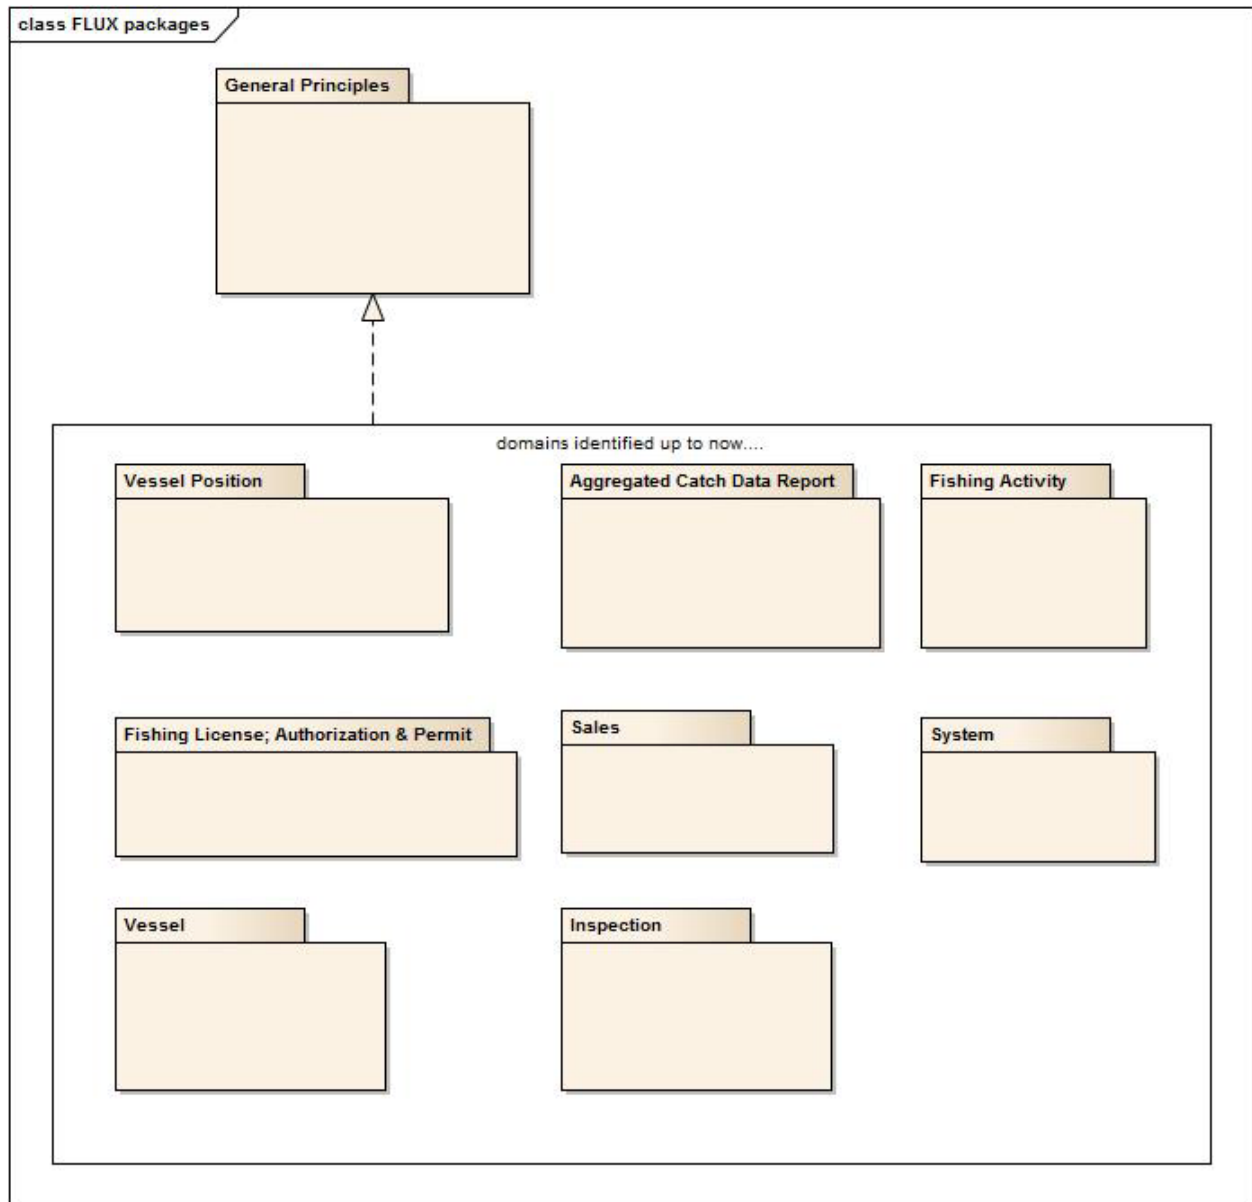 class FLUX packages
General Principles
domains identified up to now....
Vessel Position
Aggregated Catch Data Report
Fishing Activity
Fishing License; Authorization & Permit
Sales
System
Vessel
Inspection